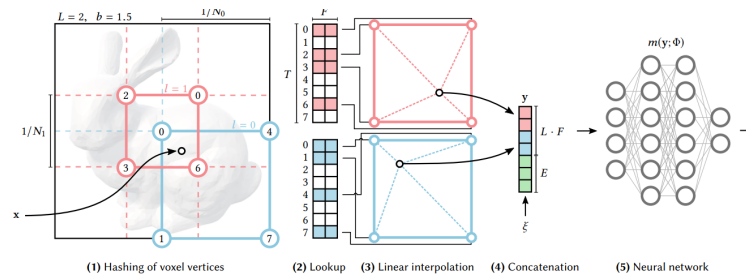 L = 2, b = 1.5
1/N₀
l = 1
2
0
1/N₁
l = 0
0
4
3
6
x
1
7
F
T
0
1
2
3
4
5
6
7
0
1
2
3
4
5
6
7
y
L · F
E
ξ
m(y; Φ)
(1) Hashing of voxel vertices
(2) Lookup
(3) Linear interpolation
(4) Concatenation
(5) Neural network